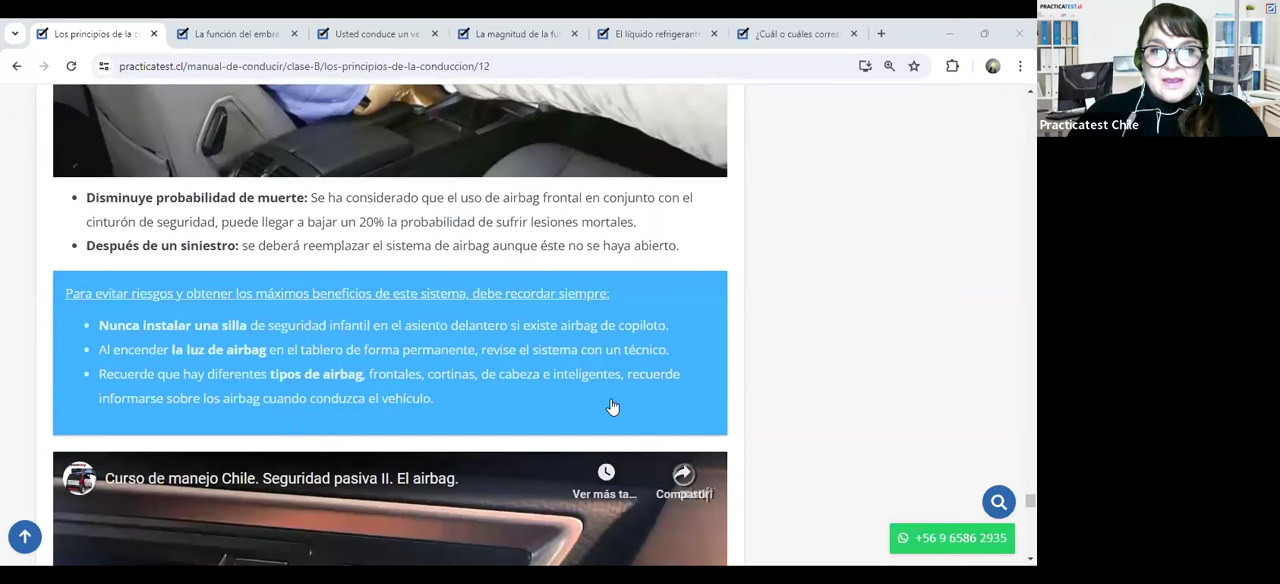 Los principios de la c
La función del embra
Usted conduce un ve
La magnitud de la fu
El líquido refrigerant
¿Cuál o cuáles corres
practicatest.cl/manual-de-conducir/clase-B/los-principios-de-la-conduccion/12
PRACTICATEST.cl
Practicatest Chile
Disminuye probabilidad de muerte: Se ha considerado que el uso de airbag frontal en conjunto con el
cinturón de seguridad, puede llegar a bajar un 20% la probabilidad de sufrir lesiones mortales.
Después de un siniestro: se deberá reemplazar el sistema de airbag aunque éste no se haya abierto.
Para evitar riesgos y obtener los máximos beneficios de este sistema, debe recordar siempre:
Nunca instalar una silla de seguridad infantil en el asiento delantero si existe airbag de copiloto.
Al encender la luz de airbag en el tablero de forma permanente, revise el sistema con un técnico.
Recuerde que hay diferentes tipos de airbag, frontales, cortinas, de cabeza e inteligentes, recuerde
informarse sobre los airbag cuando conduzca el vehículo.
Curso de manejo Chile. Seguridad pasiva II. El airbag.
Ver más ta...
Compartir
+56 9 6586 2935